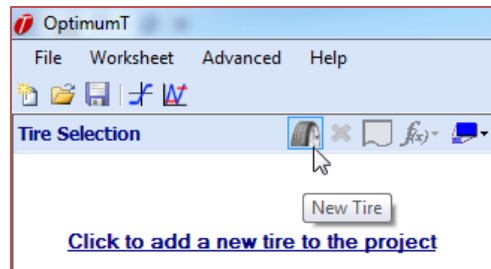 OptimumT
File Worksheet Advanced Help
Tire Selection f(x)
New Tire
Click to add a new tire to the project